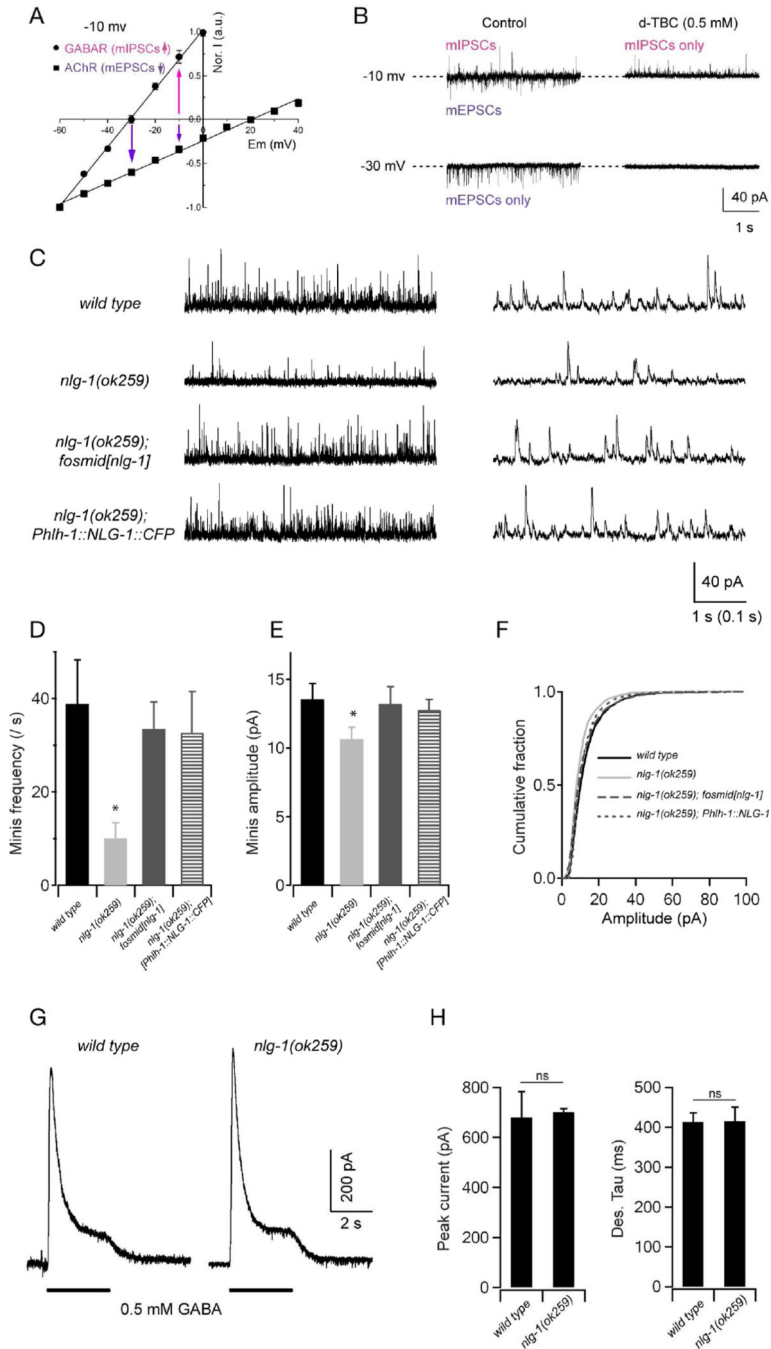 A
-10 mv
GABAR (mIPSCs)
AChR (mEPSCs)
Nor. I (a.u.)
1.0
0.5
0.0
-0.5
-1.0
-60 -40 -20 0 20 40
Em (mV)
B
Control d-TBC (0.5 mM)
mIPSCs mIPSCs only
-10 mv
mEPSCs
-30 mV
mEPSCs only
40 pA
1 s
C
wild type
nlg-1(ok259)
nlg-1(ok259);
fosmid[nlg-1]
nlg-1(ok259);
Phlh-1::NLG-1::CFP
40 pA
1 s (0.1 s)
D
Minis frequency (/ s)
40
30
20
10
0
*
wild type
nlg-1(ok259)
nlg-1(ok259);
fosmid[nlg-1]
nlg-1(ok259);
[Phlh-1::NLG-1::CFP]
E
Minis amplitude (pA)
15
10
5
0
*
wild type
nlg-1(ok259)
nlg-1(ok259);
fosmid[nlg-1]
nlg-1(ok259);
[Phlh-1::NLG-1::CFP]
F
Cumulative fraction
1.0
0.5
0.0
wild type
nlg-1(ok259)
nlg-1(ok259); fosmid[nlg-1]
nlg-1(ok259); Phlh-1::NLG-1
0 20 40 60 80 100
Amplitude (pA)
G
wild type nlg-1(ok259)
200 pA
2 s
0.5 mM GABA
H
Peak current (pA)
800
600
400
200
0
ns
wild type
nlg-1(ok259)
Des. Tau (ms)
500
400
300
200
100
0
ns
wild type
nlg-1(ok259)